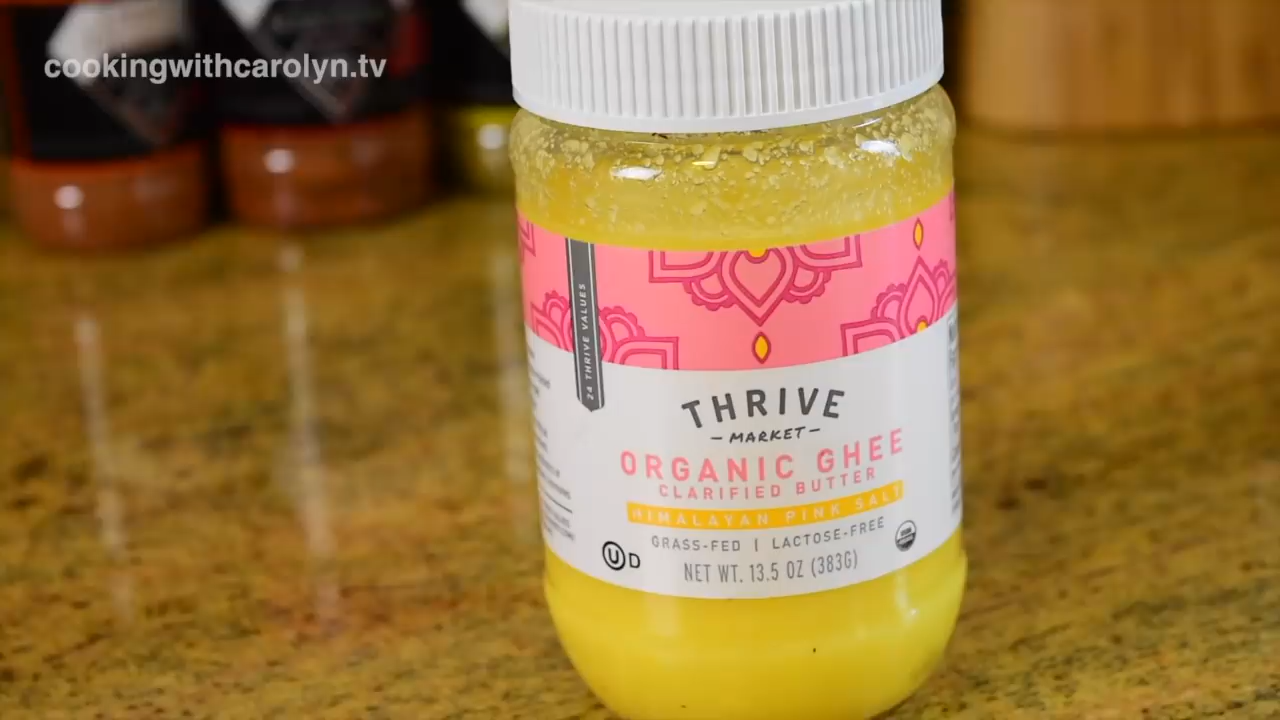 cookingwithcarolyn.tv
24 THRIVE VALUES
THRIVE
MARKET
ORGANIC GHEE
CLARIFIED BUTTER
HIMALAYAN PINK SALT
GRASS-FED | LACTOSE-FREE
U D
NET WT. 13.5 OZ (383G)